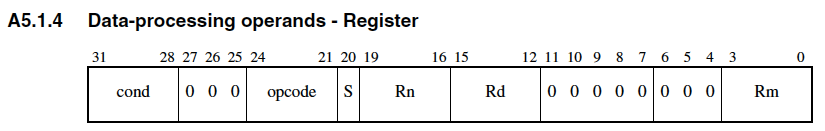 A5.1.4 Data-processing operands - Register
31 28 27 26 25 24 21 20 19 16 15 12 11 10 9 8 7 6 5 4 3 0
cond 0 0 0 opcode S Rn Rd 0 0 0 0 0 0 0 0 Rm